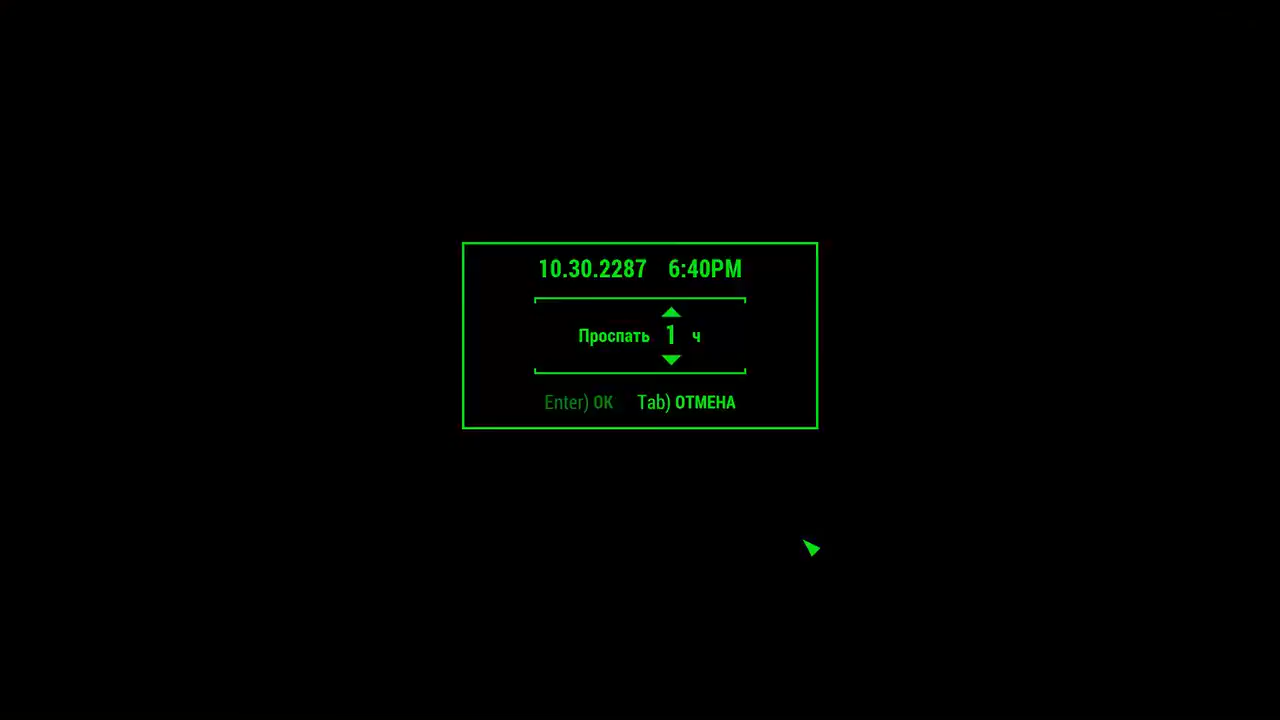 10.30.2287 6:40PM
Проспать 1 ч
Enter) ОК Tab) ОТМЕНА